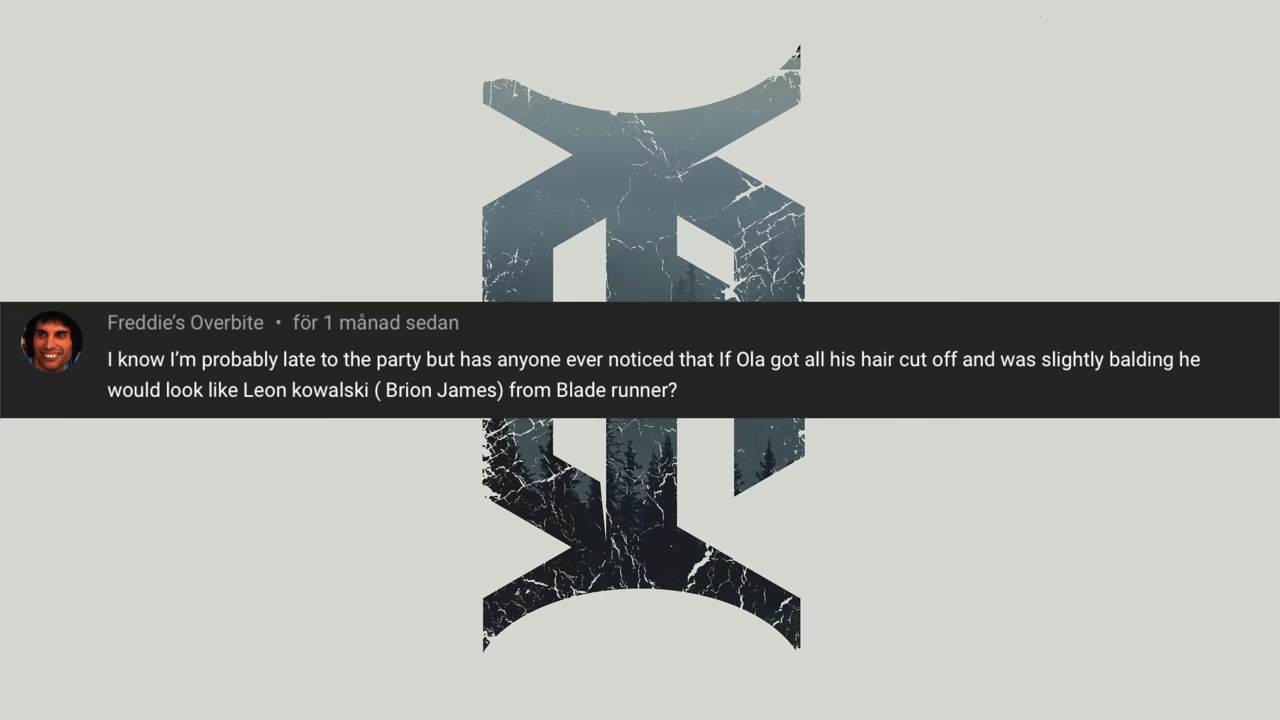 Freddie’s Overbite • för 1 månad sedan
I know I’m probably late to the party but has anyone ever noticed that If Ola got all his hair cut off and was slightly balding he
would look like Leon kowalski ( Brion James) from Blade runner?